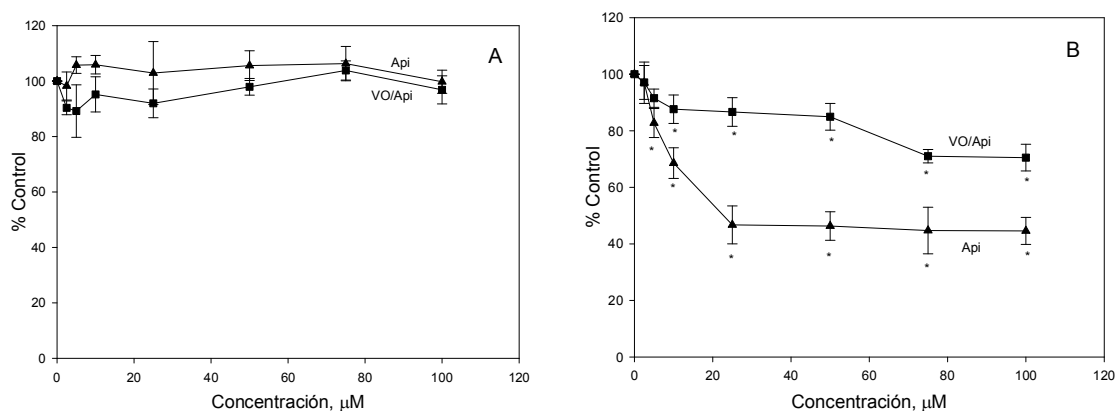 A
120
100
80
60
40
20
0
% Control
Api
VO/Api
0 20 40 60 80 100 120
Concentración, μM
B
120
100
80
60
40
20
0
% Control
VO/Api
Api
* * * * *
* * * * * *
0 20 40 60 80 100 120
Concentración, μM